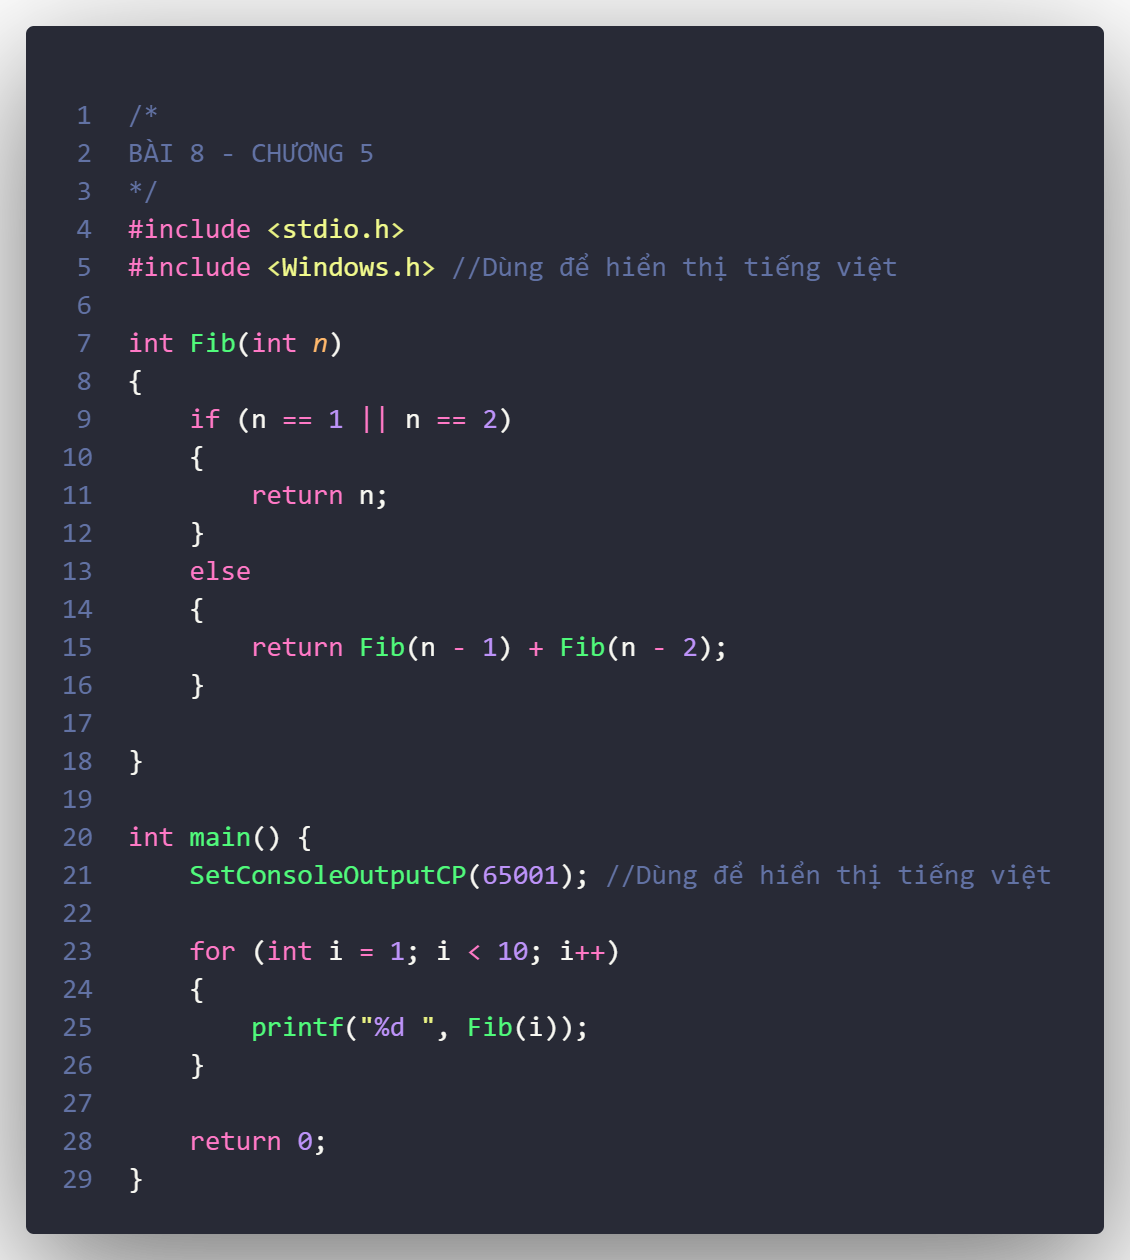 1 /*
2 BÀI 8 - CHƯƠNG 5
3 */
4 #include <stdio.h>
5 #include <Windows.h> //Dùng để hiển thị tiếng việt
6
7 int Fib(int n)
8 {
9     if (n == 1 || n == 2)
10     {
11         return n;
12     }
13     else
14     {
15         return Fib(n - 1) + Fib(n - 2);
16     }
17
18 }
19
20 int main() {
21     SetConsoleOutputCP(65001); //Dùng để hiển thị tiếng việt
22
23     for (int i = 1; i < 10; i++)
24     {
25         printf("%d ", Fib(i));
26     }
27
28     return 0;
29 }